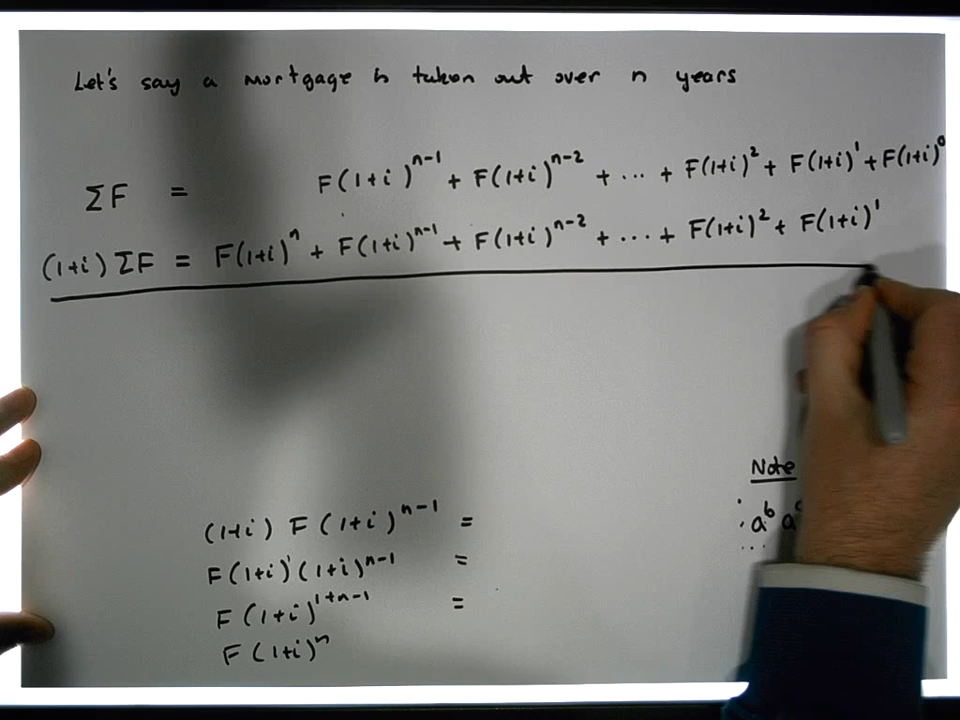 Let's say a mortgage is taken out over n years
ΣF = F(1+i)^{n-1} + F(1+i)^{n-2} + ... + F(1+i)^2 + F(1+i)^1 + F(1+i)^0
(1+i) ΣF = F(1+i)^n + F(1+i)^{n-1} + F(1+i)^{n-2} + ... + F(1+i)^2 + F(1+i)^1
Note
(1+i) F (1+i)^{n-1} =
a^b a
F(1+i)^1 (1+i)^{n-1} =
F (1+i)^{1+n-1} =
F (1+i)^n